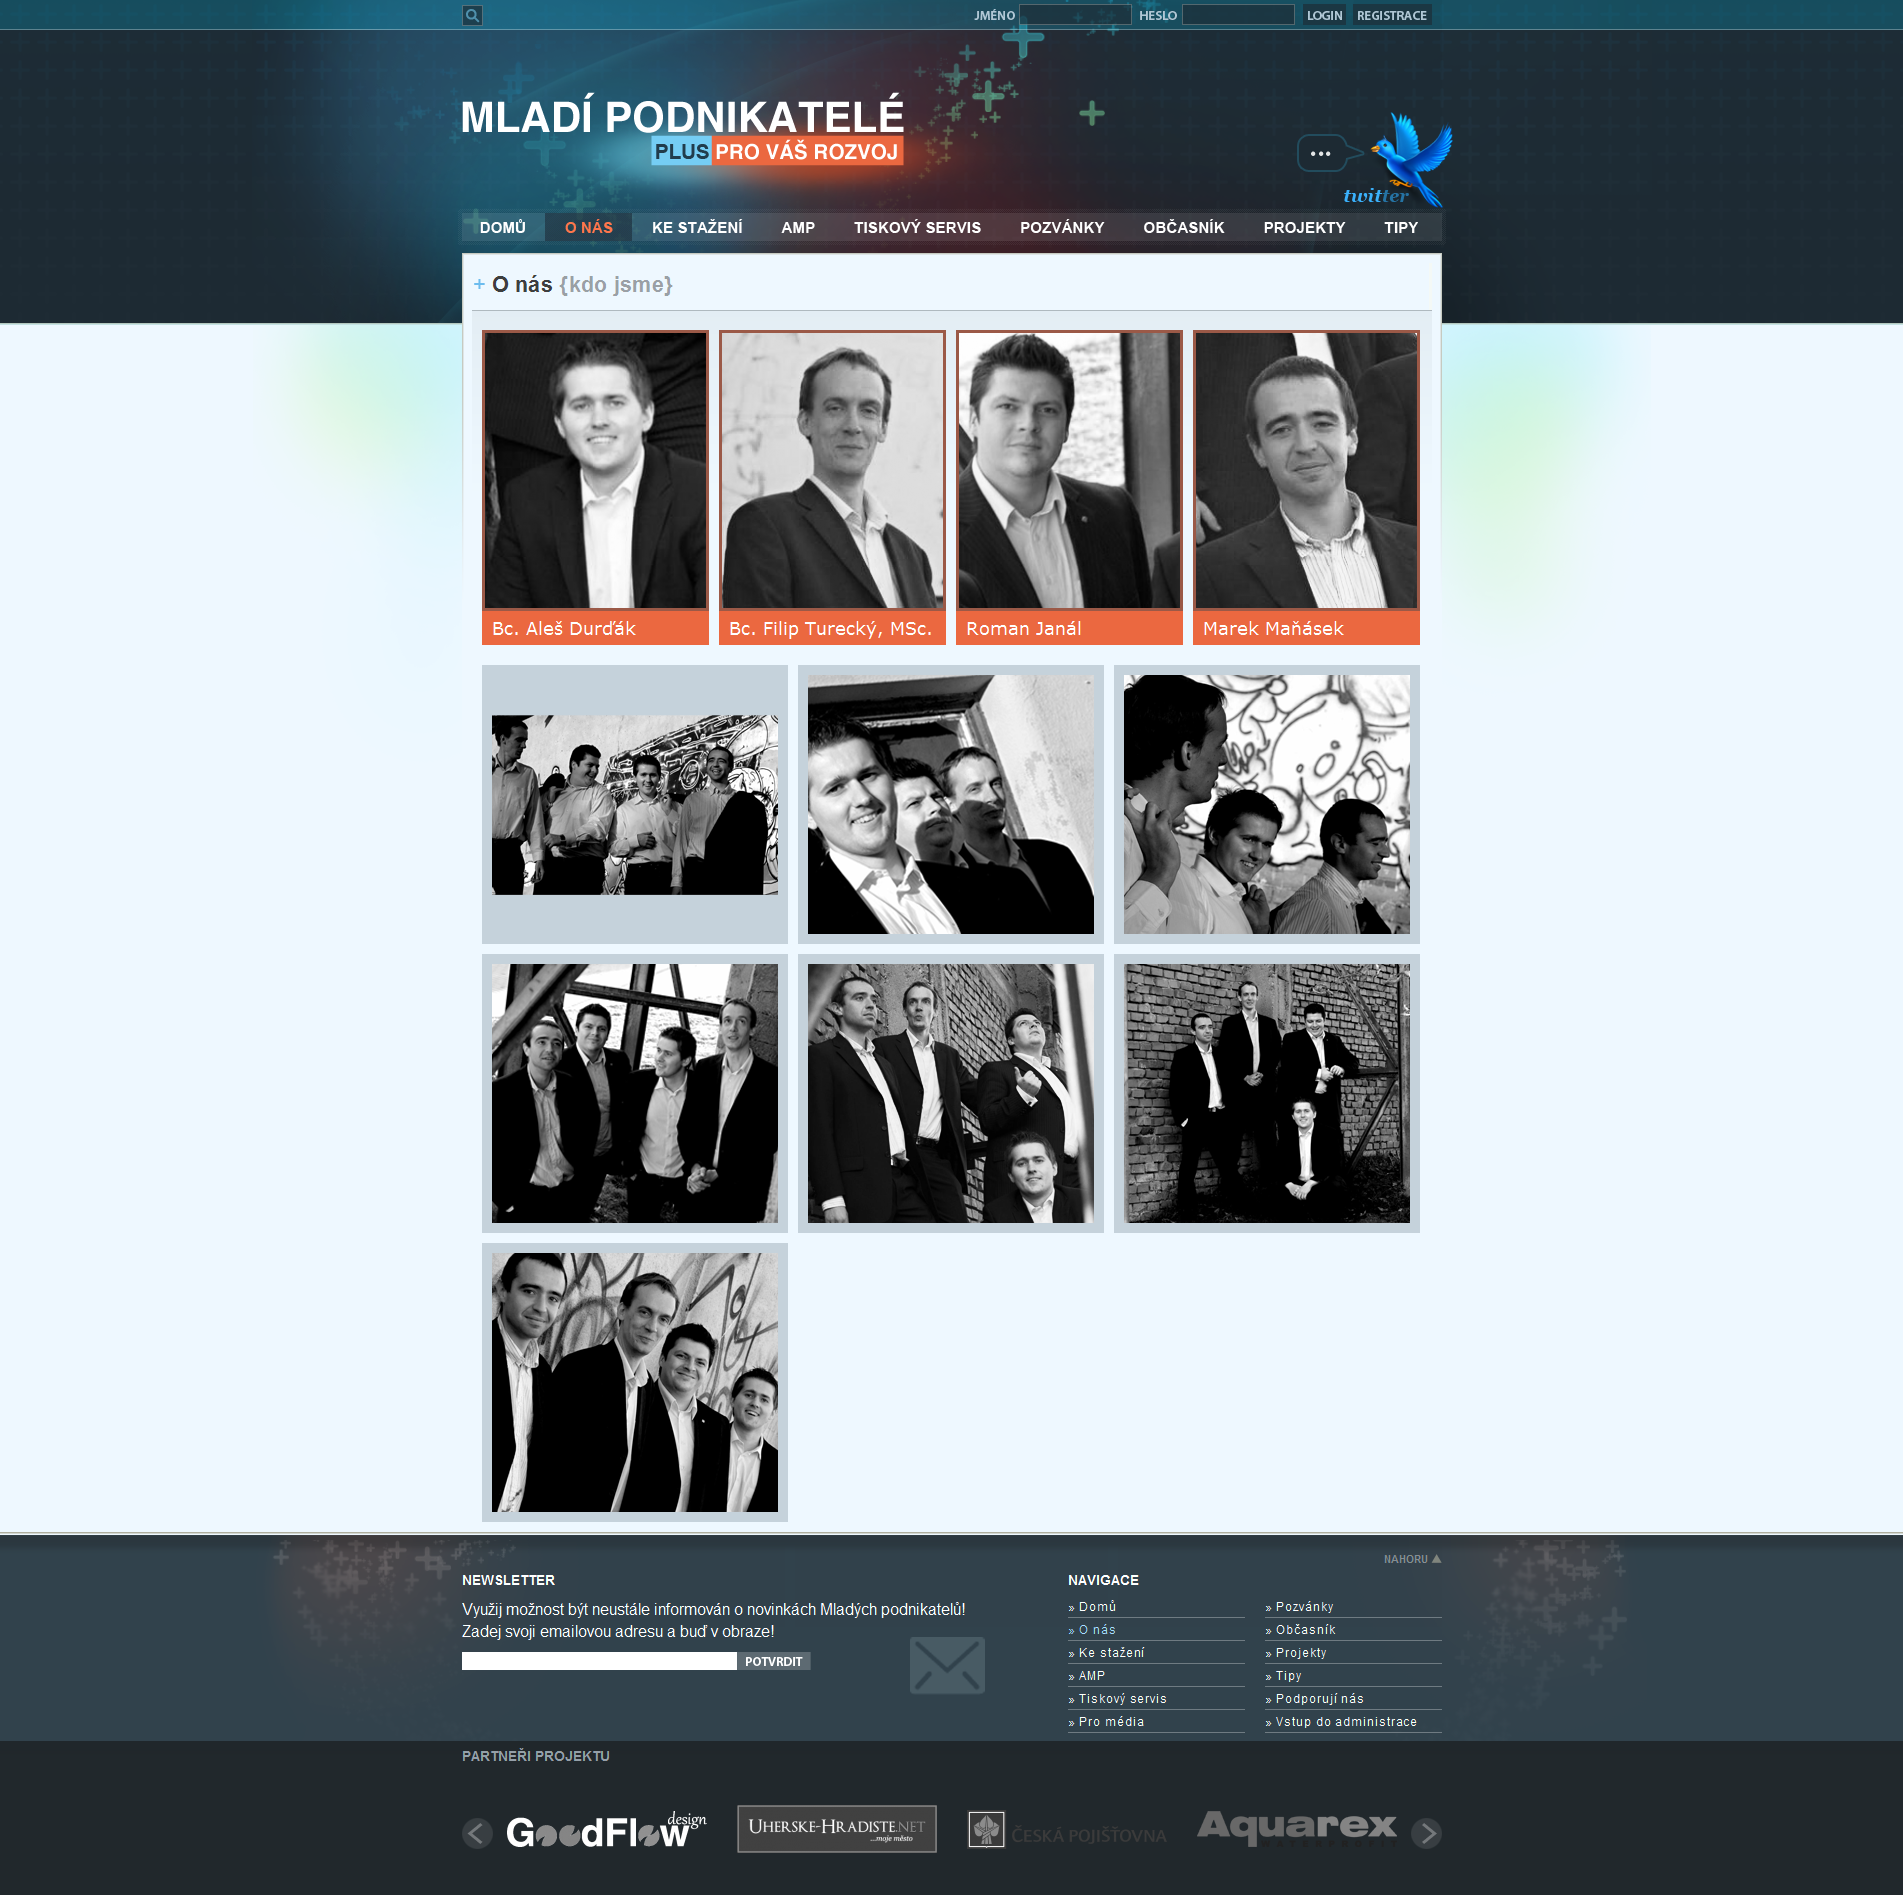 JMÉNO HESLO LOGIN REGISTRACE
MLADÍ PODNIKATELÉ
PLUS PRO VÁŠ ROZVOJ
twitter
DOMŮ O NÁS KE STAŽENÍ AMP TISKOVÝ SERVIS POZVÁNKY OBČASNÍK PROJEKTY TIPY
+ O nás {kdo jsme}
Bc. Aleš Durďák
Bc. Filip Turecký, MSc.
Roman Janál
Marek Maňásek
NAHORU ▲
NEWSLETTER
Využij možnost být neustále informován o novinkách Mladých podnikatelů!
Zadej svoji emailovou adresu a buď v obraze!
POTVRDIT
NAVIGACE
» Domů
» O nás
» Ke stažení
» AMP
» Tiskový servis
» Pro média
» Pozvánky
» Občasník
» Projekty
» Tipy
» Podporují nás
» Vstup do administrace
PARTNEŘI PROJEKTU
GoodFlow design
UHERSKE-HRADISTE.NET
...moje město
ČESKÁ POJIŠŤOVNA
Aquarex